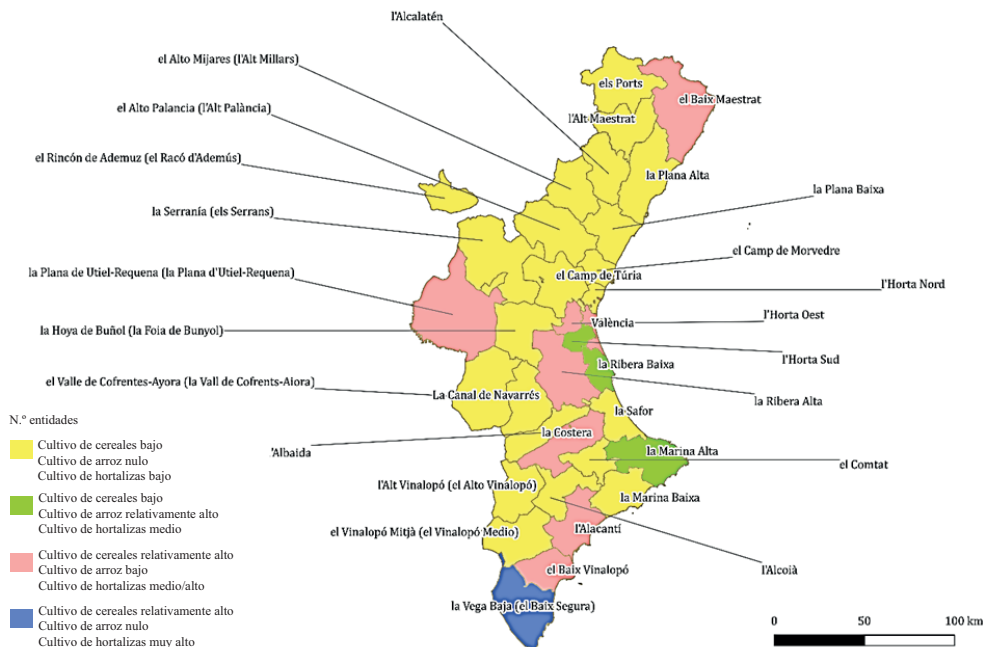 l'Alcalatén
el Alto Mijares (l'Alt Millars)
els Ports
el Baix Maestrat
el Alto Palancia (l'Alt Palància)
l'Alt Maestrat
el Rincón de Ademuz (el Racó d'Ademús)
la Plana Alta
la Plana Baixa
la Serranía (els Serrans)
el Camp de Morvedre
la Plana de Utiel-Requena (la Plana d'Utiel-Requena)
el Camp de Túria
l'Horta Nord
l'Horta Oest
València
la Hoya de Buñol (la Foia de Bunyol)
l'Horta Sud
la Ribera Baixa
el Valle de Cofrentes-Ayora (la Vall de Cofrents-Aiora)
La Canal de Navarrés
la Ribera Alta
la Safor
la Costera
'Albaida
la Marina Alta
el Comtat
l'Alt Vinalopó (el Alto Vinalopó)
la Marina Baixa
el Vinalopó Mitjà (el Vinalopó Medio)
l'Alacantí
l'Alcoià
el Baix Vinalopó
la Vega Baja (el Baix Segura)
N.º entidades
Cultivo de cereales bajo
Cultivo de arroz nulo
Cultivo de hortalizas bajo
Cultivo de cereales bajo
Cultivo de arroz relativamente alto
Cultivo de hortalizas medio
Cultivo de cereales relativamente alto
Cultivo de arroz bajo
Cultivo de hortalizas medio/alto
Cultivo de cereales relativamente alto
Cultivo de arroz nulo
Cultivo de hortalizas muy alto
0 50 100 km